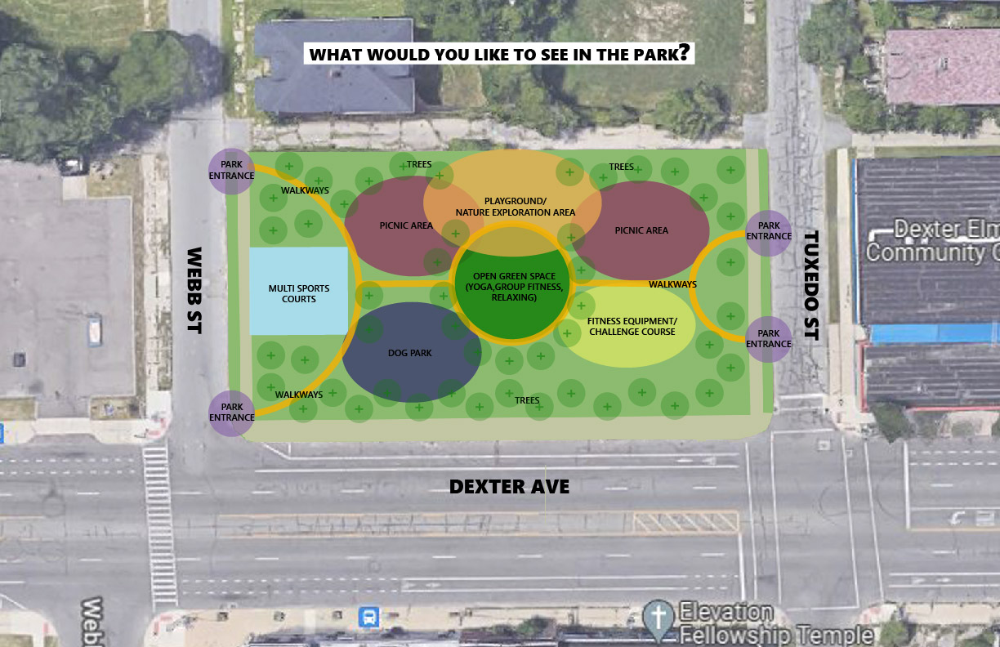 WHAT WOULD YOU LIKE TO SEE IN THE PARK?
PARK
ENTRANCE
TREES
TREES
WALKWAYS
PLAYGROUND/
NATURE EXPLORATION AREA
PICNIC AREA
PICNIC AREA
PARK
ENTRANCE
Dexter Elm
Community C
WEBB ST
TUXEDO ST
MULTI SPORTS
COURTS
OPEN GREEN SPACE
(YOGA,GROUP FITNESS,
RELAXING)
WALKWAYS
FITNESS EQUIPMENT/
CHALLENGE COURSE
PARK
ENTRANCE
DOG PARK
WALKWAYS
TREES
PARK
ENTRANCE
DEXTER AVE
Webb
Elevation
Fellowship Temple